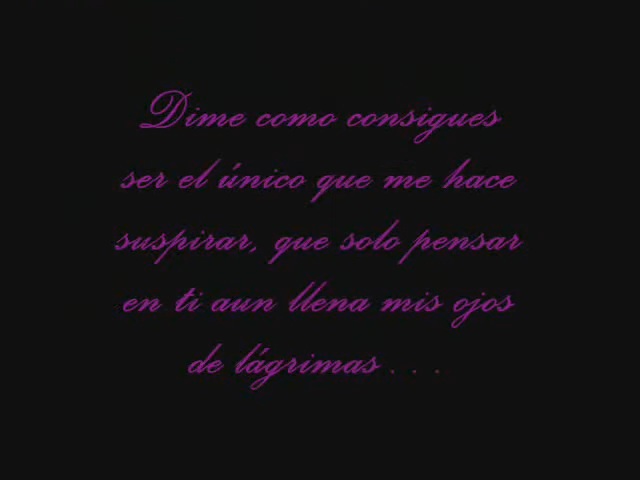 Dime como consigues
ser el único que me hace
suspirar, que solo pensar
en ti aun llena mis ojos
de lágrimas . . .